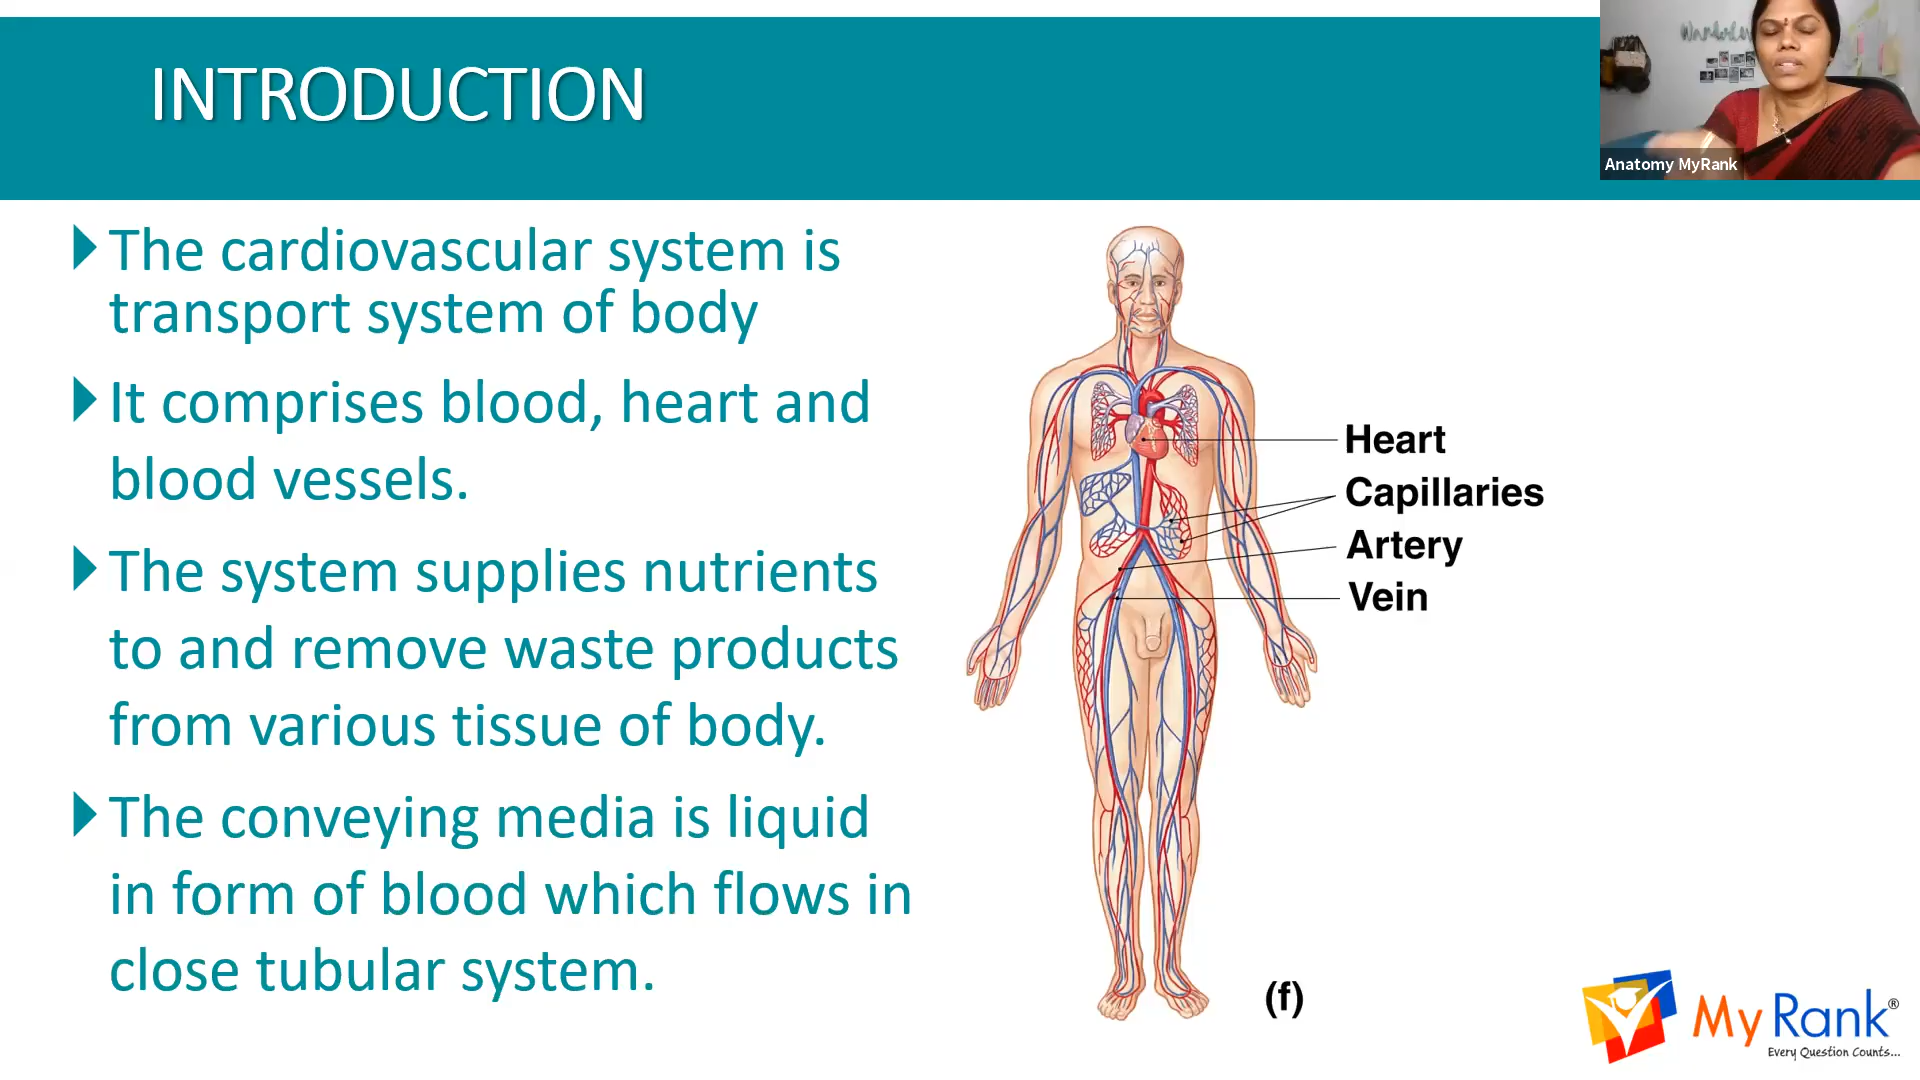 INTRODUCTION
Wanderlu
Anatomy MyRank
The cardiovascular system is
transport system of body
It comprises blood, heart and
blood vessels.
The system supplies nutrients
to and remove waste products
from various tissue of body.
The conveying media is liquid
in form of blood which flows in
close tubular system.
Heart
Capillaries
Artery
Vein
(f)
My Rank®
Every Question Counts...